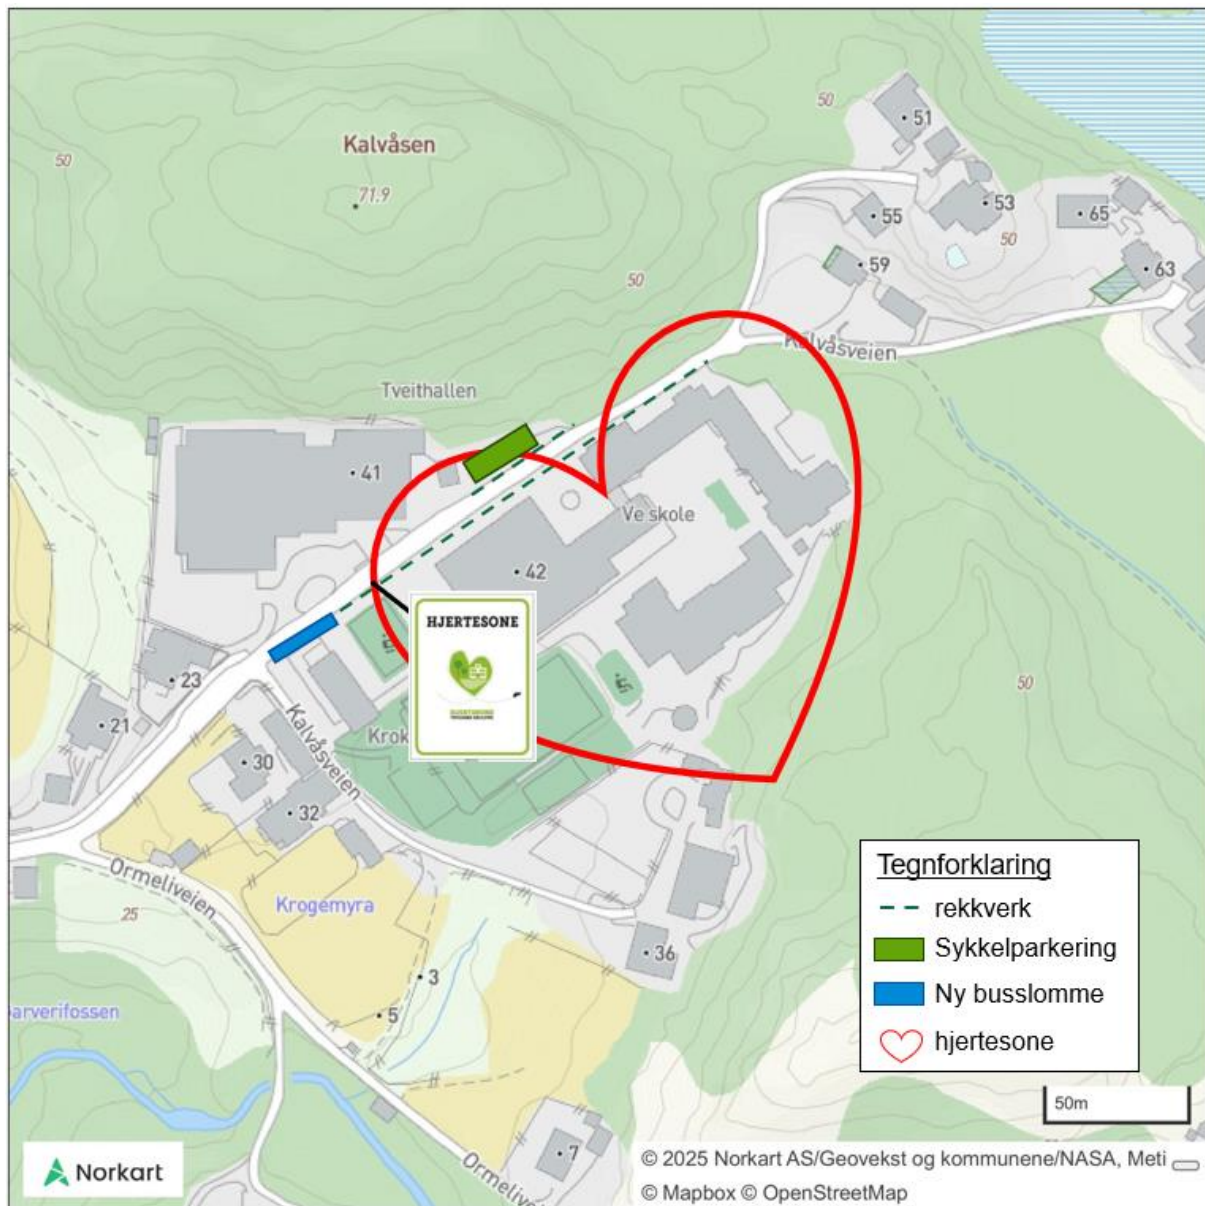 50
51
Kalvåsen
50
71.9
53
55
65
50
59
63
50
Kalvåsveien
Tveithallen
41
Ve skole
42
HJERTESONE
23
21
Kalvåsveien
Krok
30
32
50
Ormeliveien
Krogemyra
25
36
3
5
Garverifossen
7
Ormelivei
Tegnforklaring
rekkverk
Sykkelparkering
Ny busslomme
hjertesone
50m
Norkart
© 2025 Norkart AS/Geovekst og kommunene/NASA, Meti
© Mapbox © OpenStreetMap